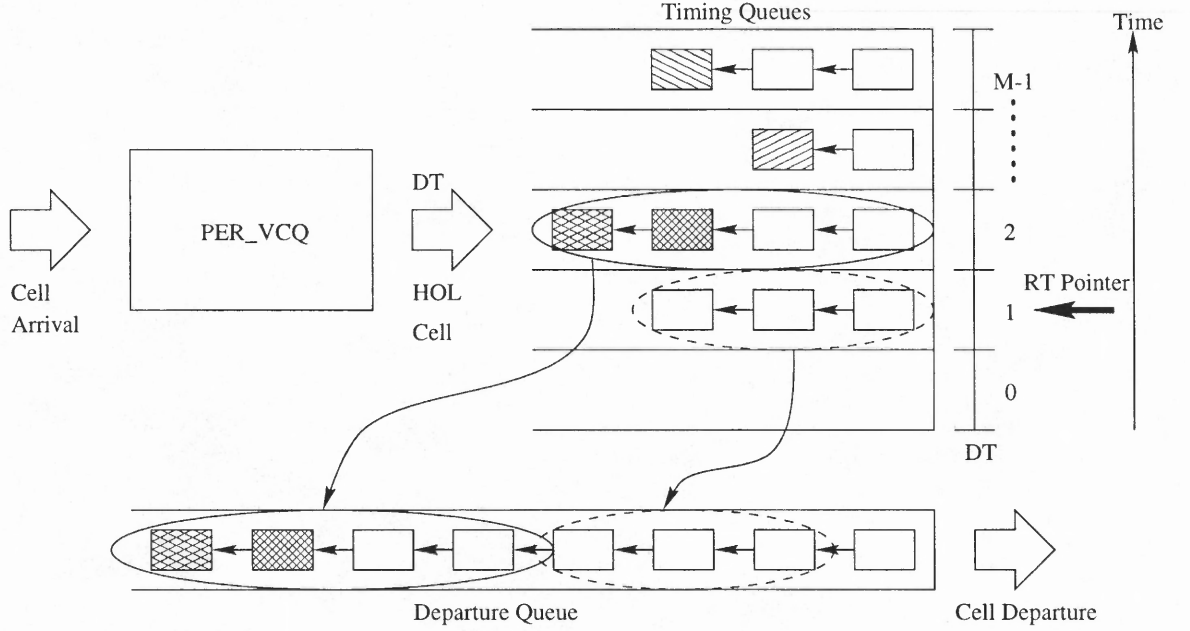 Timing Queues
Time
M-1
DT
PER_VCQ
2
Cell
Arrival
HOL
Cell
RT Pointer
1
0
DT
Departure Queue
Cell Departure